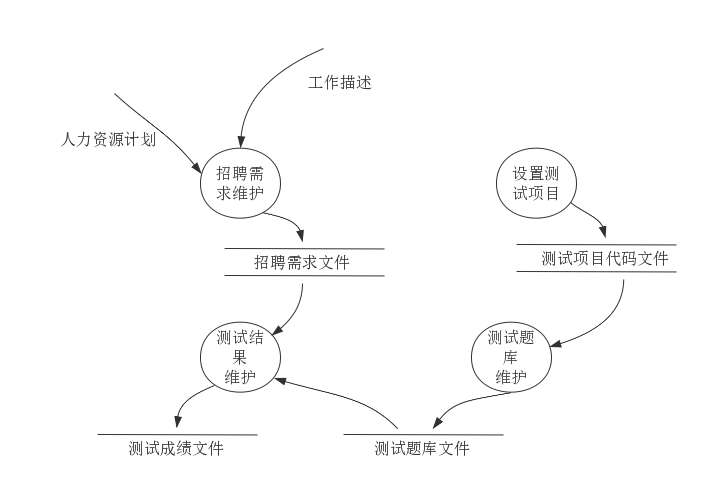 工作描述
人力资源计划
招聘需
求维护
设置测
试项目
招聘需求文件
测试项目代码文件
测试结
果
维护
测试题
库
维护
测试成绩文件
测试题库文件